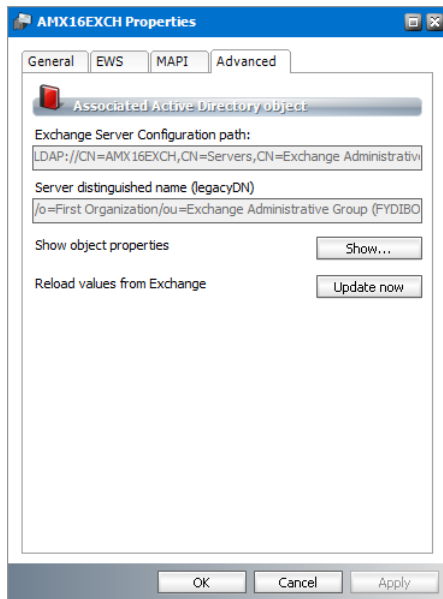 AMX16EXCH Properties
General EWS MAPI Advanced
Associated Active Directory object
Exchange Server Configuration path:
LDAP://CN=AMX16EXCH,CN=Servers,CN=Exchange Administrative
Server distinguished name (legacyDN)
/o=First Organization/ou=Exchange Administrative Group (FYDIBO
Show object properties Show...
Reload values from Exchange Update now
OK Cancel Apply